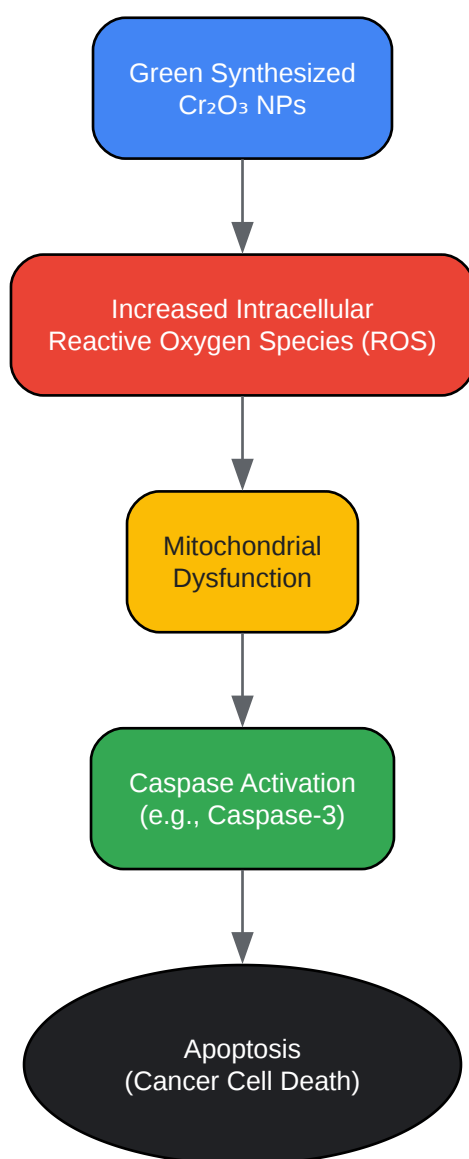 Green Synthesized
Cr₂O₃ NPs
Increased Intracellular
Reactive Oxygen Species (ROS)
Mitochondrial
Dysfunction
Caspase Activation
(e.g., Caspase-3)
Apoptosis
(Cancer Cell Death)